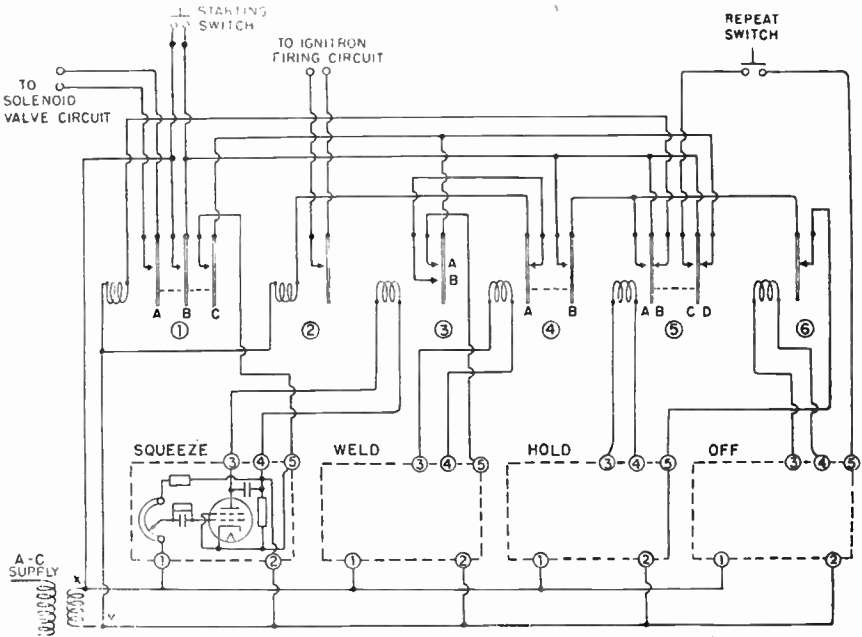 STARTING
SWITCH
REPEAT
SWITCH
TO IGNITRON
FIRING CIRCUIT
TO
SOLENOID
VALVE CIRCUIT
A B C
A
B
A B
A B C D
1 2 3 4 5 6
SQUEEZE
3 4 5
WELD
3 4 5
HOLD
3 4 5
OFF
3 4 5
1 2
1 2
1 2
1 2
A-C
SUPPLY
X
Y